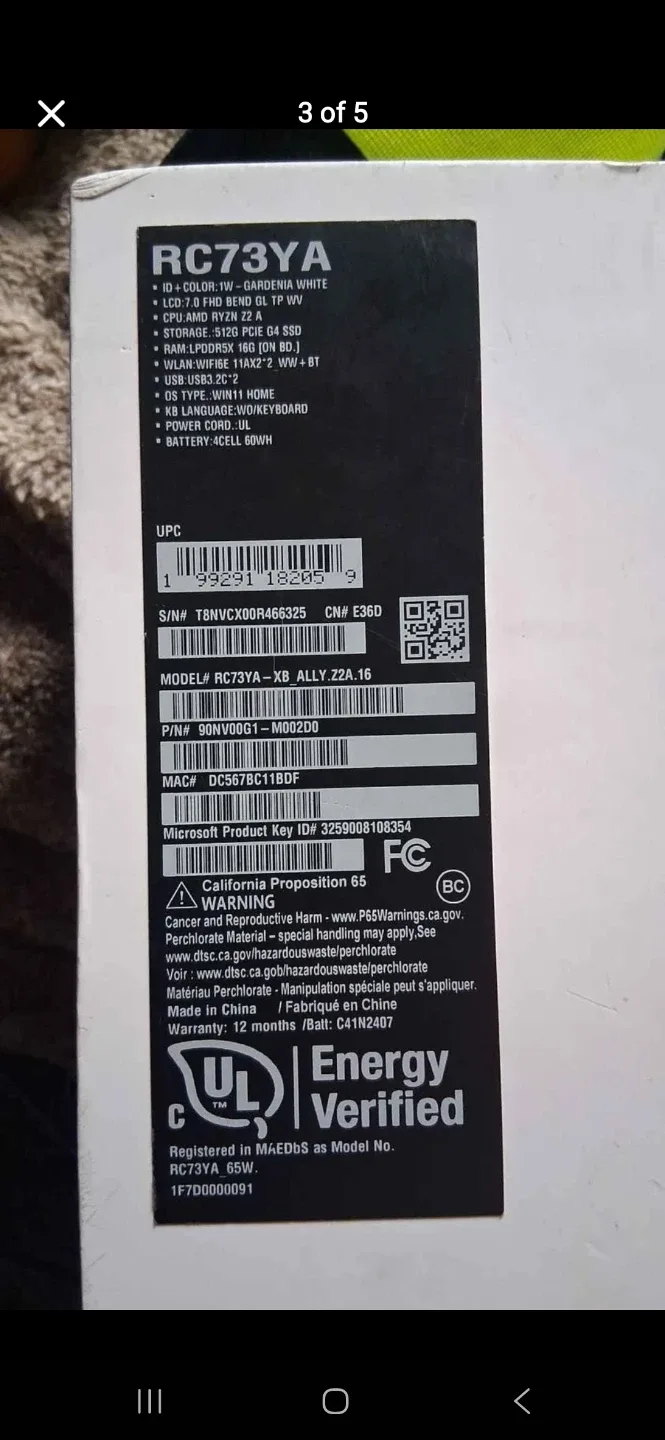 3 of 5
RC73YA
• ID+COLOR:1W-GARDENIA WHITE
• LCD:7.0 FHD BEND GL TP WV
• CPU:AMD RYZN Z2 A
• STORAGE.:512G PCIE G4 SSD
• RAM:LPDDR5X 16G [ON BD.]
• WLAN:WIFI6E 11AX2*2_WW+BT
• USB:USB3.2C*2
• OS TYPE.:WIN11 HOME
• KB LANGUAGE:WO/KEYBOARD
• POWER CORD.:UL
• BATTERY:4CELL 60WH
UPC
1 99291 18205 9
S/N# T8NVCX00R466325 CN# E36D
MODEL# RC73YA-XB_ALLY.Z2A.16
P/N# 90NV00G1-M002D0
MAC# DC567BC11BDF
Microsoft Product Key ID# 3259008108354
FC
California Proposition 65
BC
WARNING
Cancer and Reproductive Harm - www.P65Warnings.ca.gov.
Perchlorate Material – special handling may apply,See
www.dtsc.ca.gov/hazardouswaste/perchlorate
Voir : www.dtsc.ca.gob/hazardouswaste/perchlorate
Matériau Perchlorate - Manipulation spéciale peut s'appliquer.
Made in China / Fabriqué en Chine
Warranty: 12 months /Batt: C41N2407
C UL ™ Energy
Verified
Registered in MAEDbS as Model No.
RC73YA_65W.
1F7D0000091